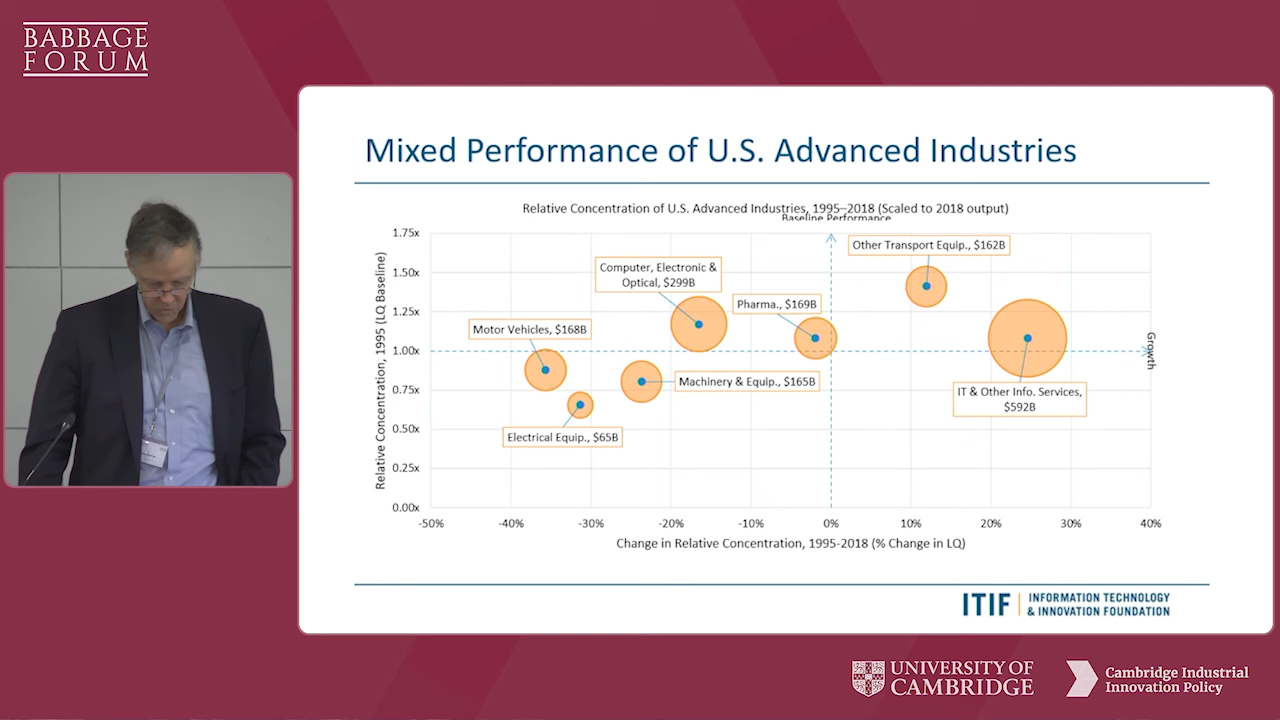 BABBAGE
FORUM
Mixed Performance of U.S. Advanced Industries
Relative Concentration of U.S. Advanced Industries, 1995–2018 (Scaled to 2018 output)
Baseline Performance
Relative Concentration, 1995 (LQ Baseline)
1.75x
1.50x
1.25x
1.00x
0.75x
0.50x
0.25x
0.00x
Other Transport Equip., $162B
Computer, Electronic &
Optical, $299B
Pharma., $169B
Motor Vehicles, $168B
Growth
Machinery & Equip., $165B
IT & Other Info. Services,
$592B
Electrical Equip., $65B
-50%
-40%
-30%
-20%
-10%
0%
10%
20%
30%
40%
Change in Relative Concentration, 1995-2018 (% Change in LQ)
ITIF
INFORMATION TECHNOLOGY
& INNOVATION FOUNDATION
UNIVERSITY OF
CAMBRIDGE
Cambridge Industrial
Innovation Policy